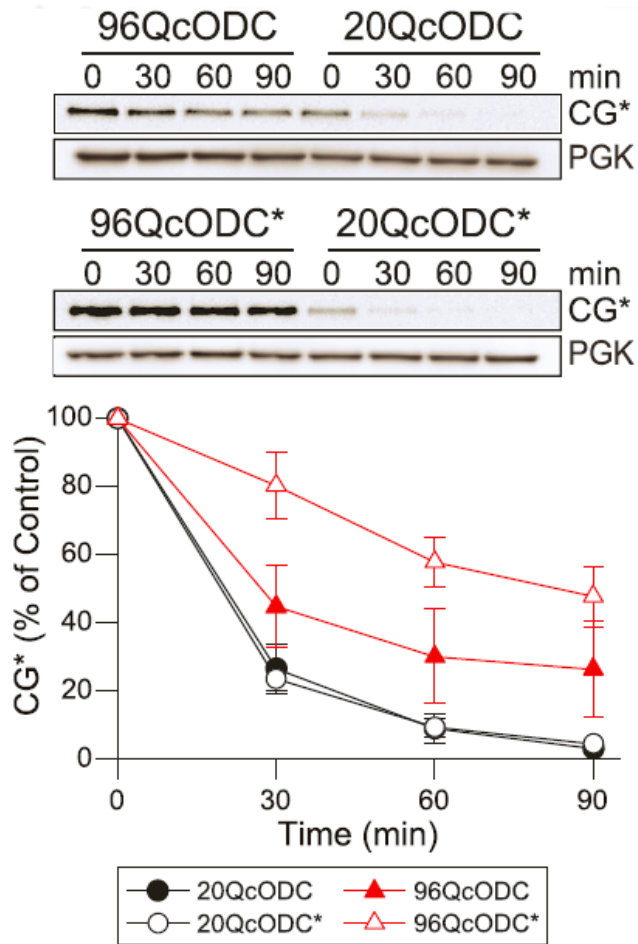 96QcODC 20QcODC
0 30 60 90 0 30 60 90 min
CG*
PGK
96QcODC* 20QcODC*
0 30 60 90 0 30 60 90 min
CG*
PGK
100
80
60
40
20
0
CG* (% of Control)
0 30 60 90
Time (min)
20QcODC 96QcODC
20QcODC* 96QcODC*